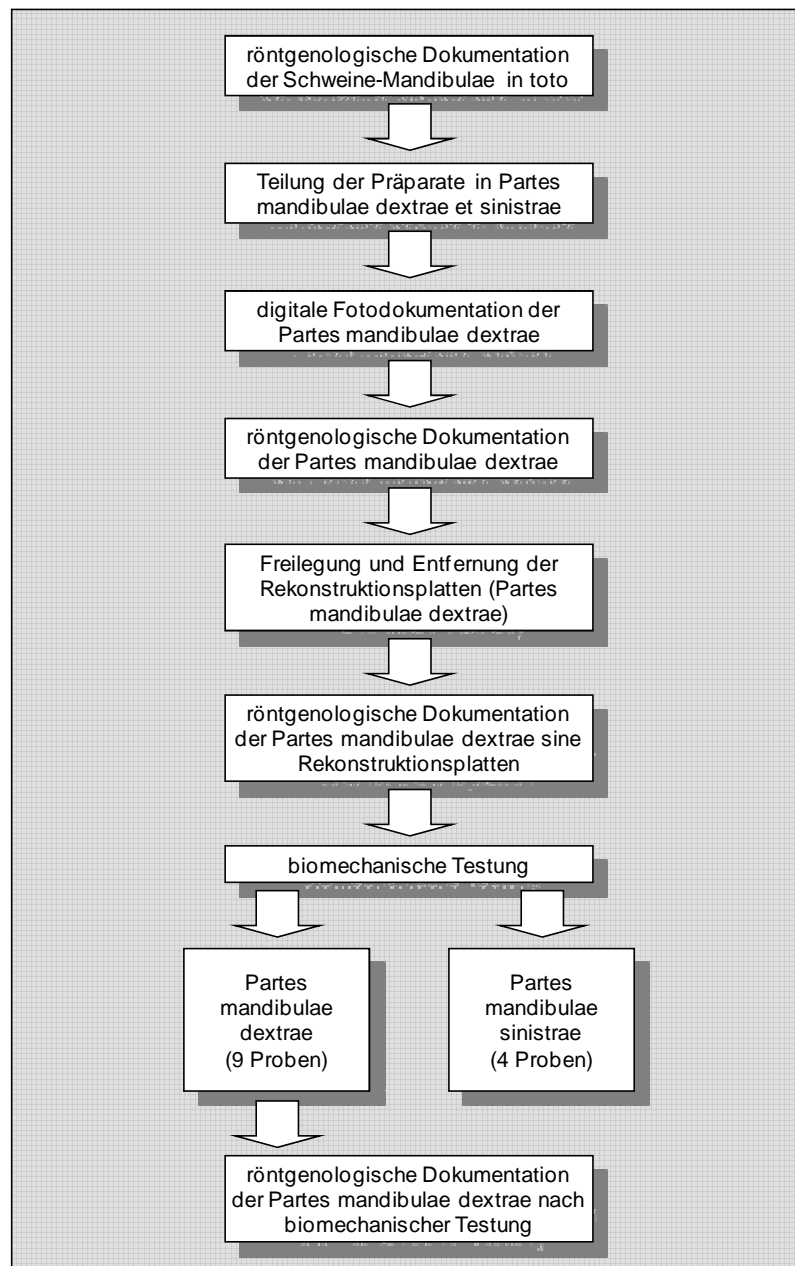 röntgenologische Dokumentation
der Schweine-Mandibulae in toto
Teilung der Präparate in Partes
mandibulae dextrae et sinistrae
digitale Fotodokumentation der
Partes mandibulae dextrae
röntgenologische Dokumentation
der Partes mandibulae dextrae
Freilegung und Entfernung der
Rekonstruktionsplatten (Partes
mandibulae dextrae)
röntgenologische Dokumentation
der Partes mandibulae dextrae sine
Rekonstruktionsplatten
biomechanische Testung
Partes
mandibulae
dextrae
(9 Proben)
Partes
mandibulae
sinistrae
(4 Proben)
röntgenologische Dokumentation
der Partes mandibulae dextrae nach
biomechanischer Testung